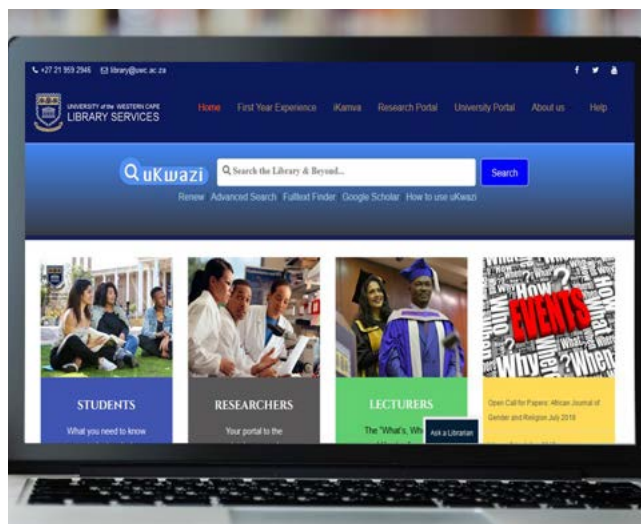 +27 21 959 2946 library@uwc.ac.za
UNIVERSITY of the WESTERN CAPE
LIBRARY SERVICES
Home First Year Experience iKamva Research Portal University Portal About us Help
uKwazi Search the Library & Beyond... Search
Renew Advanced Search Fulltext Finder Google Scholar How to use uKwazi
How ?
EVENTS
Why When
STUDENTS
What you need to know
RESEARCHERS
Your portal to the
LECTURERS
The "What's, Wh
Ask a Librarian
Open Call for Papers: African Journal of
Gender and Religion July 2018